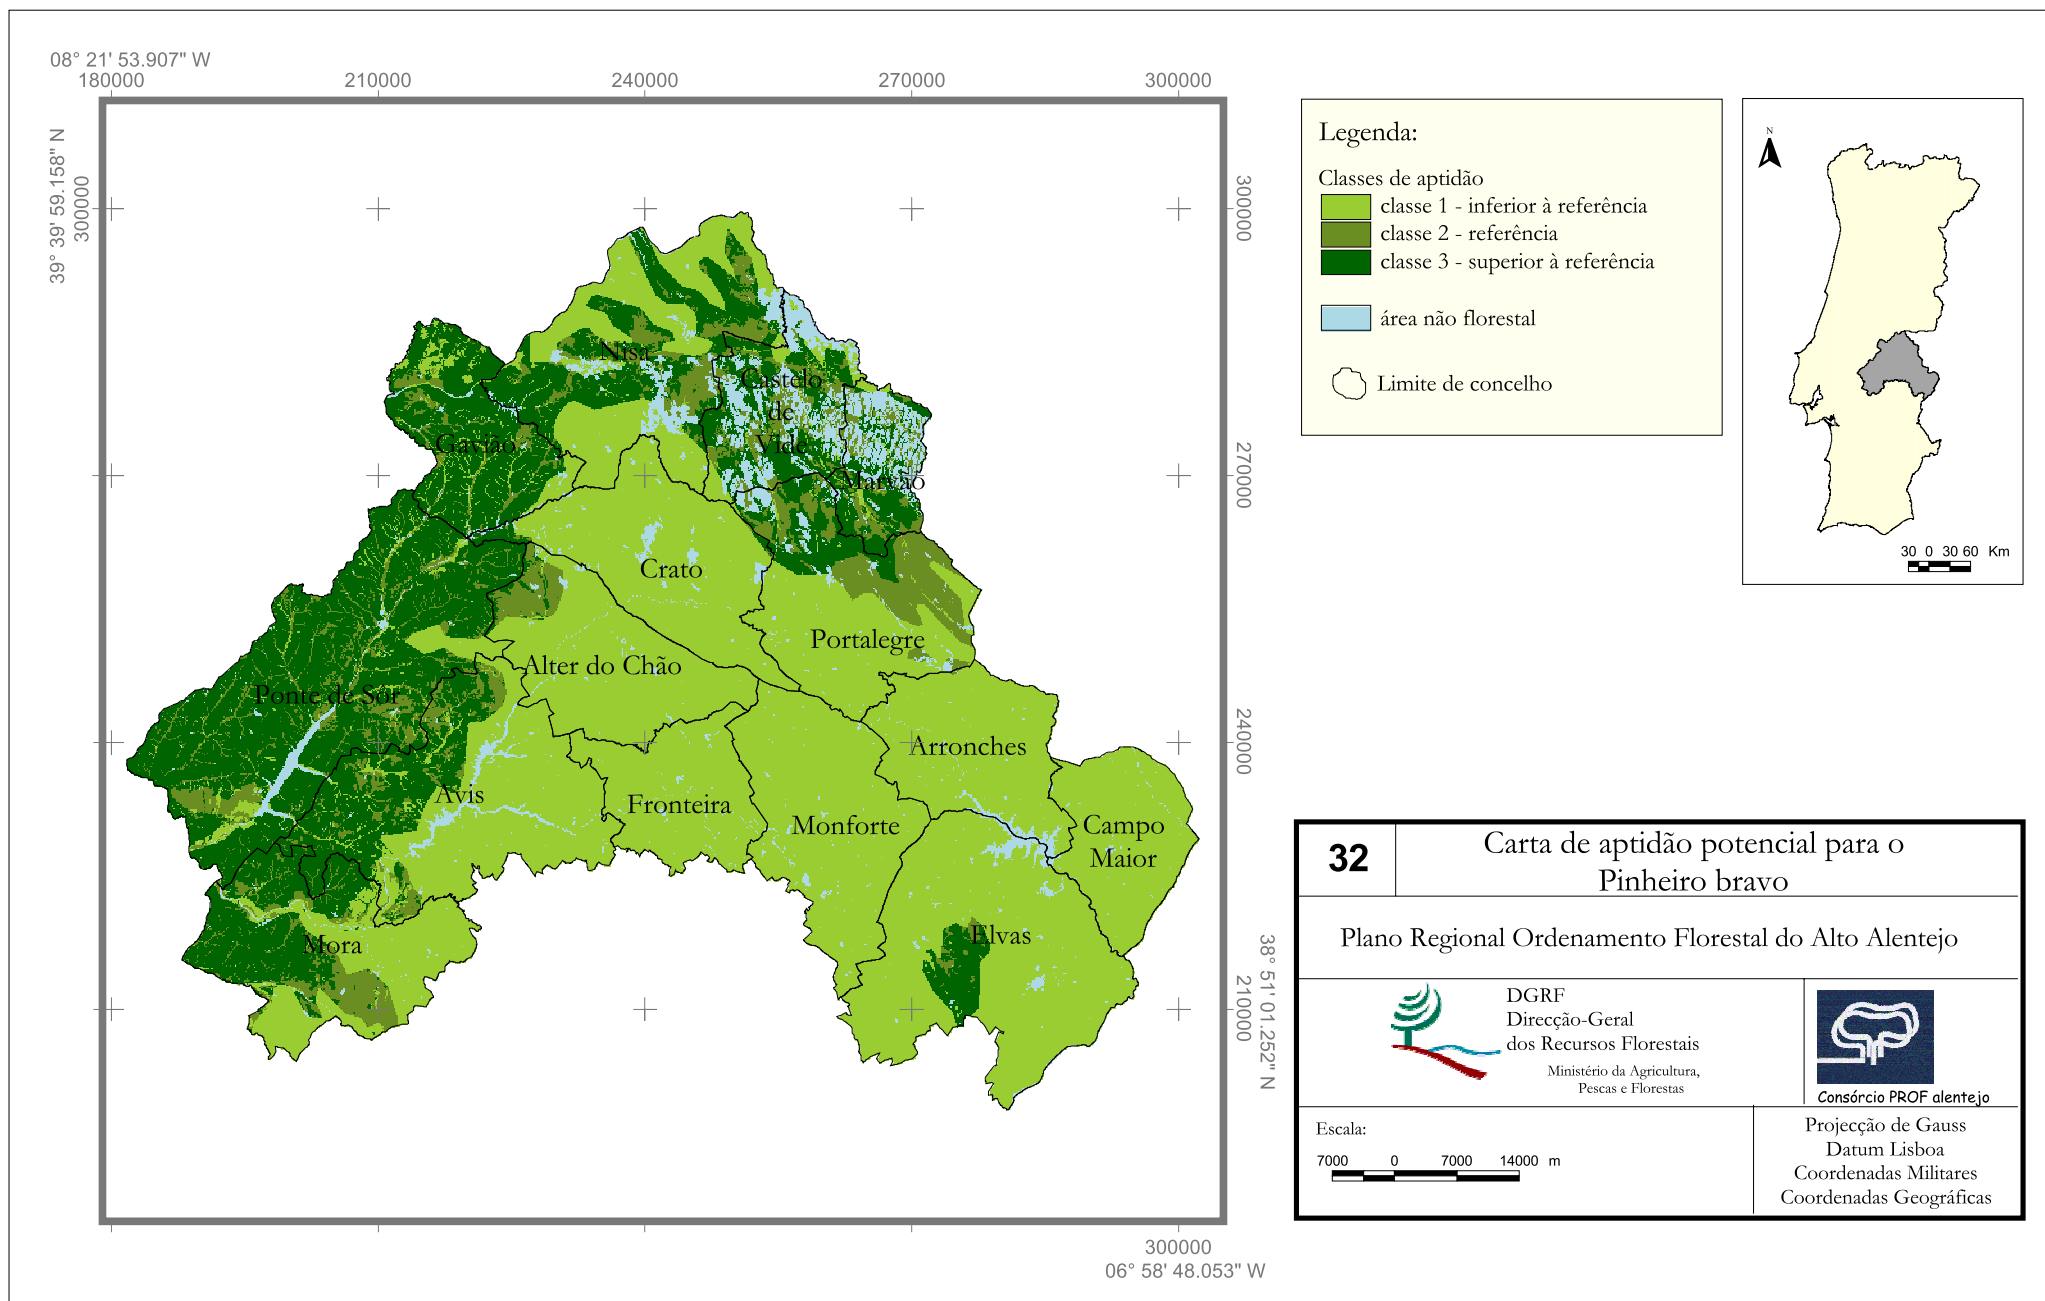 08° 21' 53.907" W
180000
210000
240000
270000
300000
39° 39' 59.158" N
300000
300000
270000
240000
210000
38° 51' 01.252" N
300000
06° 58' 48.053" W
Nisa
Castelo
de
Vide
Gavião
Marvão
Crato
Portalegre
Alter do Chão
Ponte de Sor
Arronches
Avis
Fronteira
Monforte
Campo
Maior
Elvas
Mora
Legenda:
Classes de aptidão
classe 1 - inferior à referência
classe 2 - referência
classe 3 - superior à referência
área não florestal
Limite de concelho
N
30 0 30 60 Km
32
Carta de aptidão potencial para o
Pinheiro bravo
Plano Regional Ordenamento Florestal do Alto Alentejo
DGRF
Direcção-Geral
dos Recursos Florestais
Ministério da Agricultura,
Pescas e Florestas
Consórcio PROF alentejo
Escala:
7000 0 7000 14000 m
Projecção de Gauss
Datum Lisboa
Coordenadas Militares
Coordenadas Geográficas